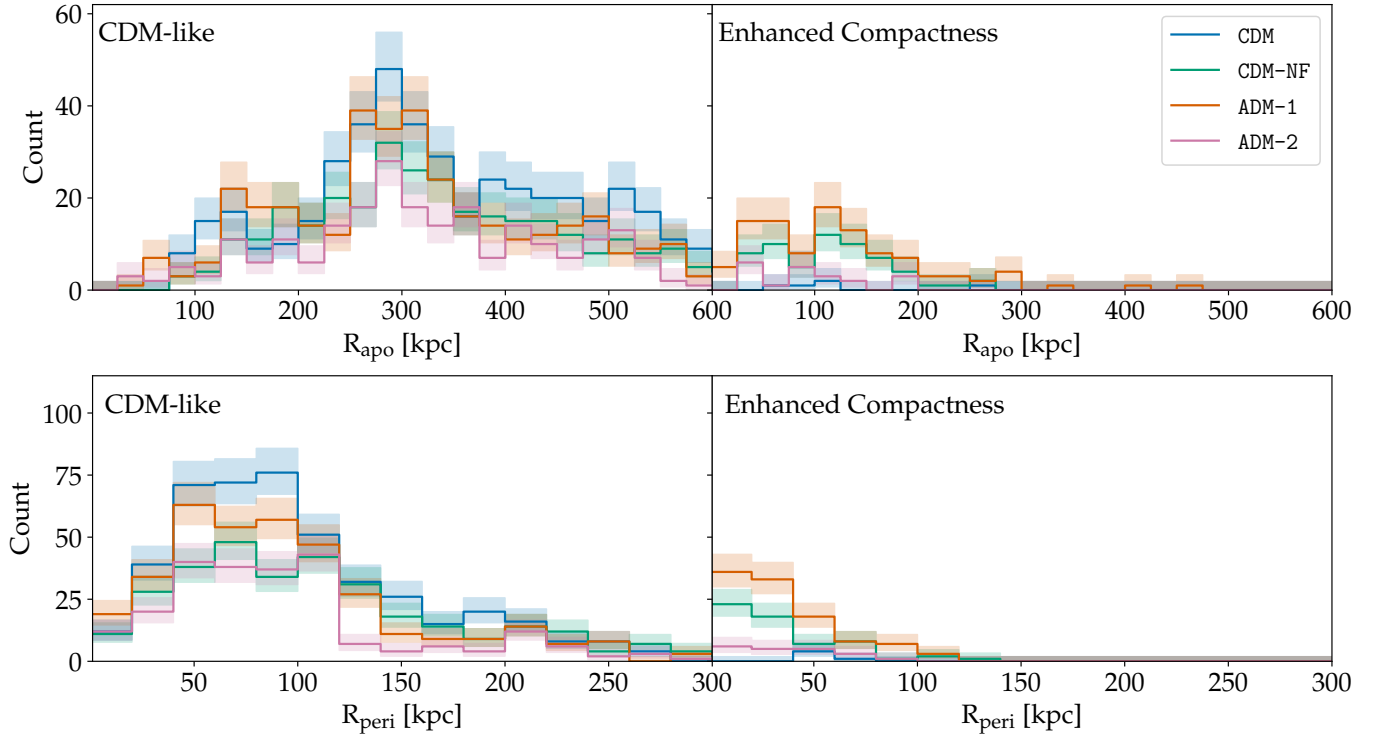 CDM-like
Enhanced Compactness
CDM
CDM-NF
ADM-1
ADM-2
Count
60
40
20
0
100 200 300 400 500 600 100 200 300 400 500 600
R_apo [kpc] R_apo [kpc]
CDM-like
Enhanced Compactness
Count
100
75
50
25
0
50 100 150 200 250 300 50 100 150 200 250 300
R_peri [kpc] R_peri [kpc]